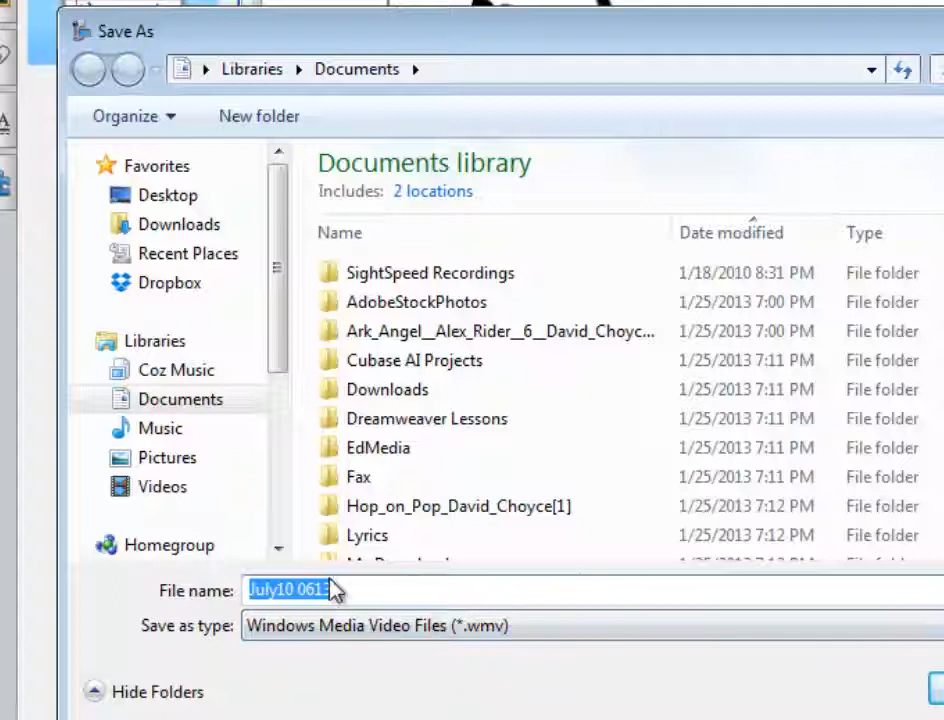 Save As
Libraries Documents
Organize New folder
Favorites
Desktop
Downloads
Recent Places
Dropbox
Libraries
Coz Music
Documents
Music
Pictures
Videos
Homegroup
Documents library
Includes: 2 locations
Name Date modified Type
SightSpeed Recordings 1/18/2010 8:31 PM File folder
AdobeStockPhotos 1/25/2013 7:00 PM File folder
Ark_Angel__Alex_Rider__6__David_Choyc... 1/25/2013 7:00 PM File folder
Cubase AI Projects 1/25/2013 7:11 PM File folder
Downloads 1/25/2013 7:11 PM File folder
Dreamweaver Lessons 1/25/2013 7:11 PM File folder
EdMedia 1/25/2013 7:11 PM File folder
Fax 1/25/2013 7:11 PM File folder
Hop_on_Pop_David_Choyce[1] 1/25/2013 7:12 PM File folder
Lyrics 1/25/2013 7:12 PM File folder
File name: July10 0613
Save as type: Windows Media Video Files (*.wmv)
Hide Folders